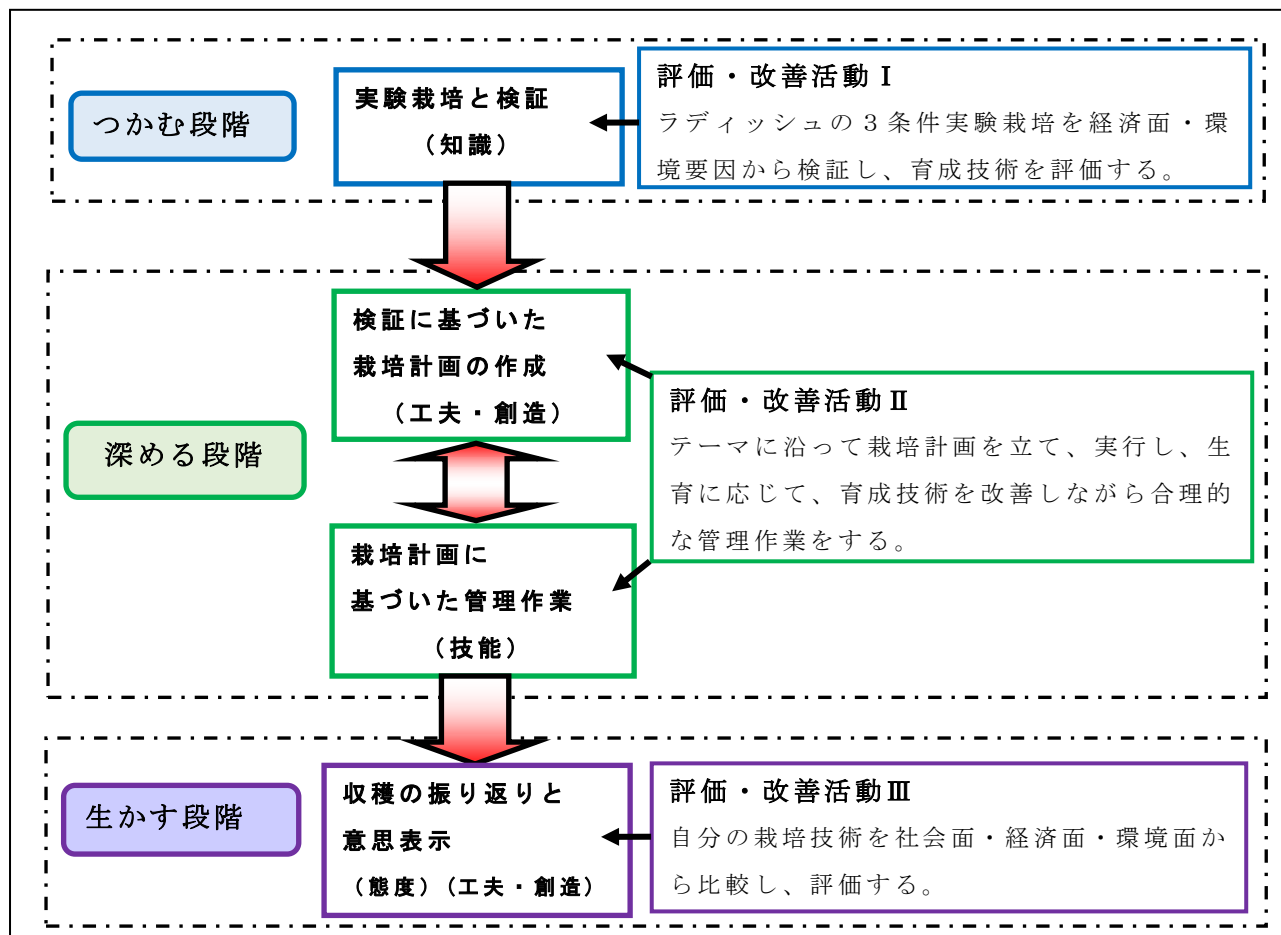 つかむ段階
実験栽培と検証
（知識）
評価・改善活動Ⅰ
ラディッシュの３条件実験栽培を経済面・環
境要因から検証し、育成技術を評価する。
深める段階
検証に基づいた
栽培計画の作成
（工夫・創造）
栽培計画に
基づいた管理作業
（技能）
評価・改善活動Ⅱ
テーマに沿って栽培計画を立て、実行し、生
育に応じて、育成技術を改善しながら合理的
な管理作業をする。
生かす段階
収穫の振り返りと
意思表示
（態度）（工夫・創造）
評価・改善活動Ⅲ
自分の栽培技術を社会面・経済面・環境面か
ら比較し、評価する。